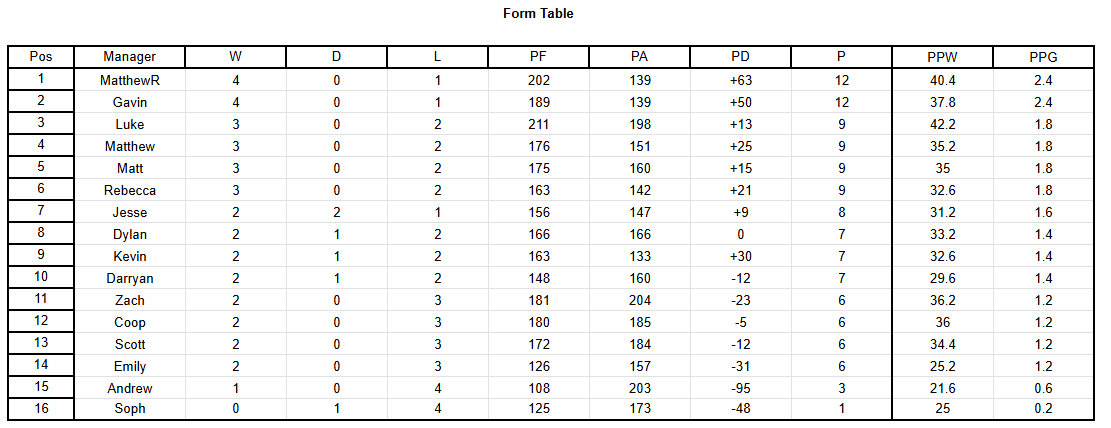 Form Table
Pos Manager W D L PF PA PD P PPW PPG
1 MatthewR 4 0 1 202 139 +63 12 40.4 2.4
2 Gavin 4 0 1 189 139 +50 12 37.8 2.4
3 Luke 3 0 2 211 198 +13 9 42.2 1.8
4 Matthew 3 0 2 176 151 +25 9 35.2 1.8
5 Matt 3 0 2 175 160 +15 9 35 1.8
6 Rebecca 3 0 2 163 142 +21 9 32.6 1.8
7 Jesse 2 2 1 156 147 +9 8 31.2 1.6
8 Dylan 2 1 2 166 166 0 7 33.2 1.4
9 Kevin 2 1 2 163 133 +30 7 32.6 1.4
10 Darryan 2 1 2 148 160 -12 7 29.6 1.4
11 Zach 2 0 3 181 204 -23 6 36.2 1.2
12 Coop 2 0 3 180 185 -5 6 36 1.2
13 Scott 2 0 3 172 184 -12 6 34.4 1.2
14 Emily 2 0 3 126 157 -31 6 25.2 1.2
15 Andrew 1 0 4 108 203 -95 3 21.6 0.6
16 Soph 0 1 4 125 173 -48 1 25 0.2